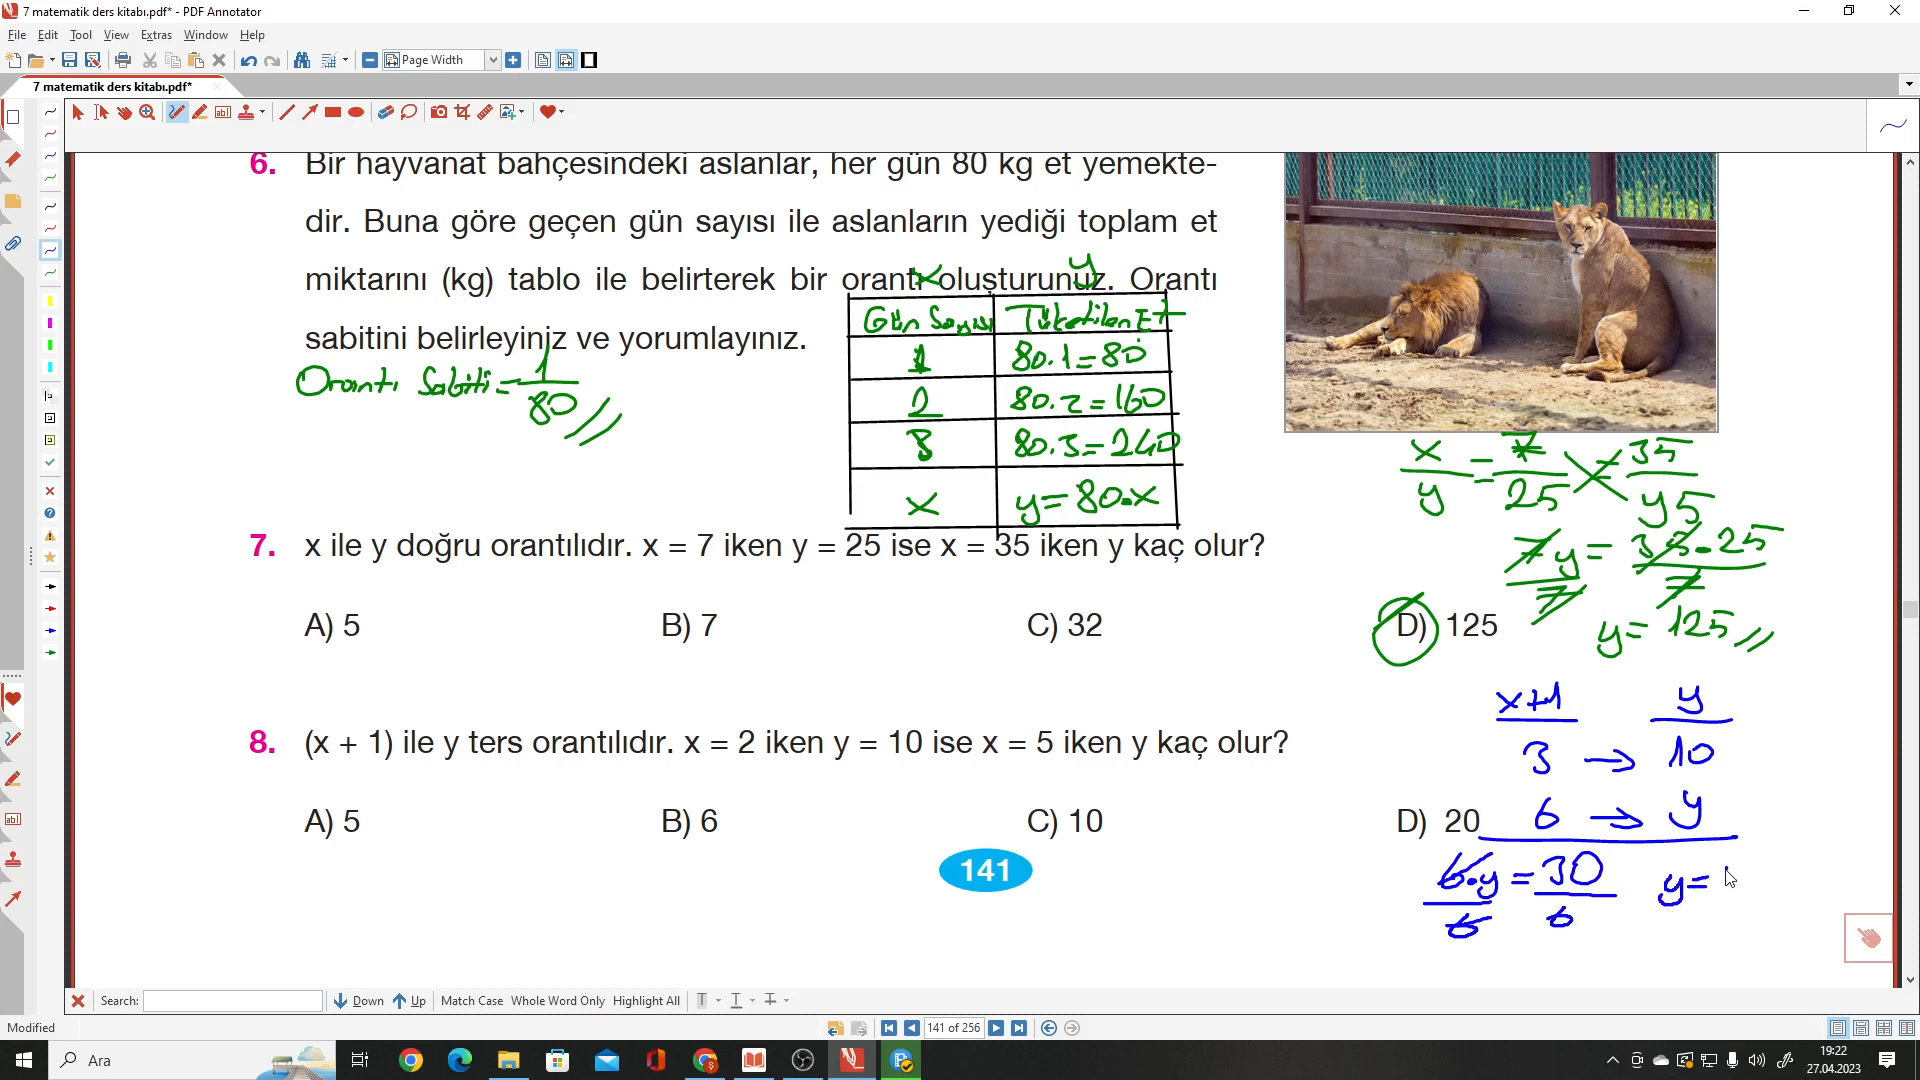 7 matematik ders kitabı.pdf* - PDF Annotator
File Edit Tool View Extras Window Help
Page Width
7 matematik ders kitabı.pdf*
6. Bir hayvanat bahçesindeki aslanlar, her gün 80 kg et yemekte-
dir. Buna göre geçen gün sayısı ile aslanların yediği toplam et
miktarını (kg) tablo ile belirterek bir orantı oluşturunuz. Orantı
sabitini belirleyiniz ve yorumlayınız.
x y
Gün Sayısı Tüketilen Et
1 80.1=80
2 80.2=160
3 80.3=240
x y=80.x
Orantı Sabiti = 1/80
x/y = 7/25 = 35/y
7y/7 = 35.25/7
y= 125
7. x ile y doğru orantılıdır. x = 7 iken y = 25 ise x = 35 iken y kaç olur?
A) 5 B) 7 C) 32 D) 125
8. (x + 1) ile y ters orantılıdır. x = 2 iken y = 10 ise x = 5 iken y kaç olur?
A) 5 B) 6 C) 10 D) 20
x+1 y
3 → 10
6 → y
6.y/6 = 30/6 y=
141
Search: Down Up Match Case Whole Word Only Highlight All
Modified 141 of 256
Ara
19:22
27.04.2023